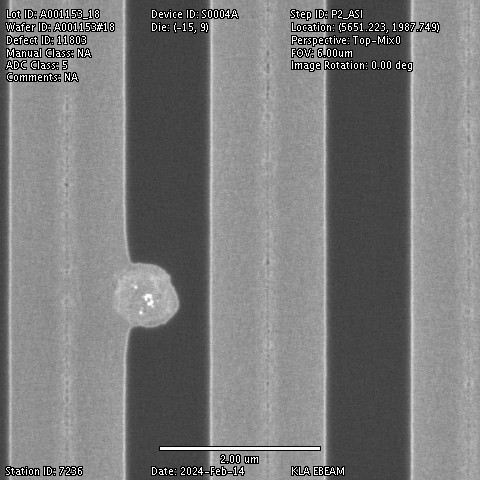 Lot ID: A001153_18 Device ID: S0004A Step ID: P2_ASI
Wafer ID: A001153#18 Die: (-15, 9) Location: (5651.223, 1987.749)
Defect ID: 11803 Perspective: Top-Mix0
Manual Class: NA FOV: 6.00um
ADC Class: 5 Image Rotation: 0.00 deg
Comments: NA
2.00 um
Station ID: 7236 Date: 2024-Feb-14 KLA EBEAM